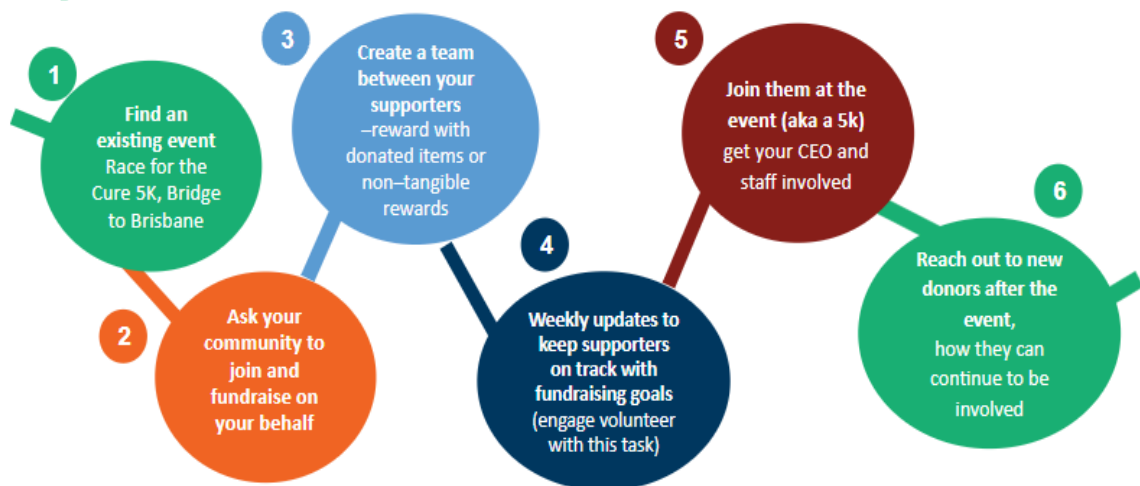 1
Find an
existing event
Race for the
Cure 5K, Bridge
to Brisbane
2
Ask your
community to
join and
fundraise on
your behalf
3
Create a team
between your
supporters
–reward with
donated items or
non–tangible
rewards
4
Weekly updates to
keep supporters
on track with
fundraising goals
(engage volunteer
with this task)
5
Join them at the
event (aka a 5k)
get your CEO and
staff involved
6
Reach out to new
donors after the
event,
how they can
continue to be
involved